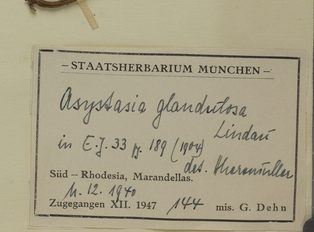 – STAATSHERBARIUM MÜNCHEN –
Asystasia glandulosa
Lindau
in E. J. 33 p. 189 (1904)
det.
Süd – Rhodesia, Marandellas.
12. 1940
Zugegangen XII. 1947 144 mis. G. Dehn